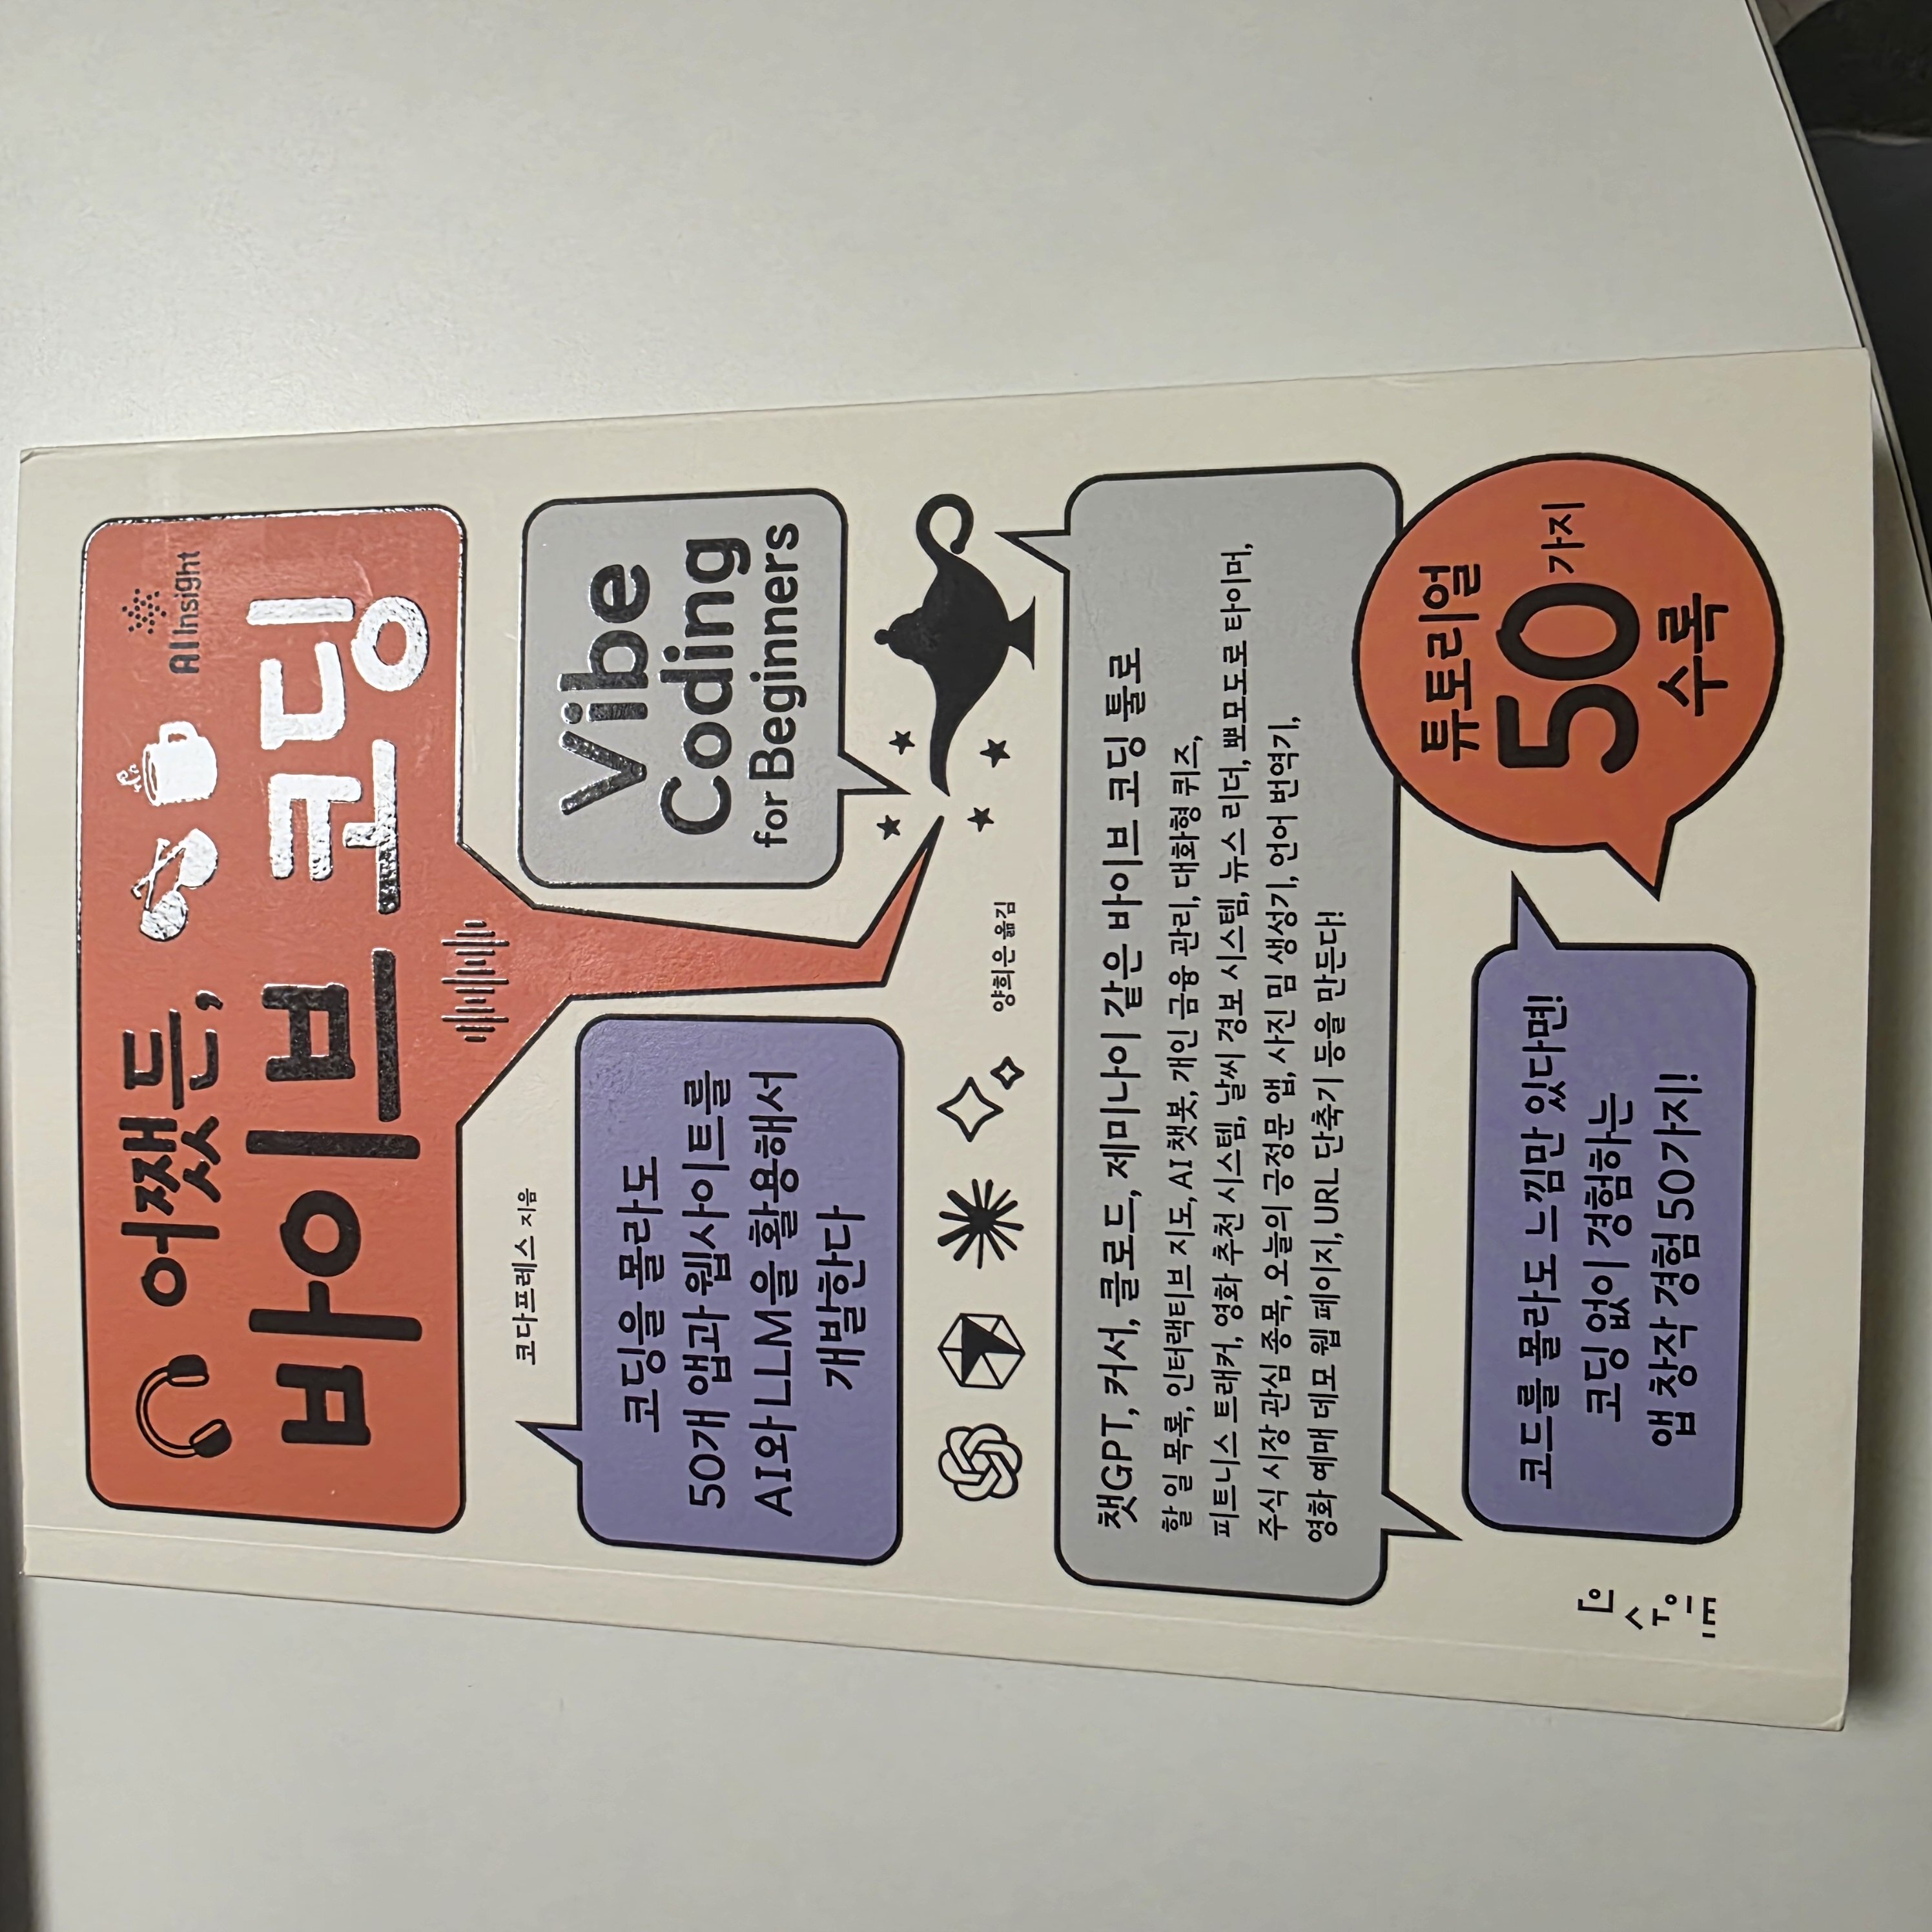 어쨌든,
바이브 코딩
AI Insight
Vibe
Coding
for Beginners
코다프레스 지음
코딩을 몰라도
50개 앱과 웹사이트를
AI와 LLM을 활용해서
개발한다
양희은 옮김
챗GPT, 커서, 클로드, 제미나이 같은 바이브 코딩 툴로
할 일 목록, 인터랙티브 지도, AI 챗봇, 개인 금융 관리, 대화형 퀴즈,
피트니스 트래커, 영화 추천 시스템, 날씨 경보 시스템, 뉴스 리더, 뽀모도로 타이머,
주식 시장 관심 종목, 오늘의 긍정문 앱, 사진 밈 생성기, 언어 번역기,
영화 예매 데모 웹 페이지, URL 단축기 등을 만든다!
튜토리얼
50가지
수록
코드를 몰라도 느낌만 있다면!
코딩 없이 경험하는
앱 창작 경험 50가지!